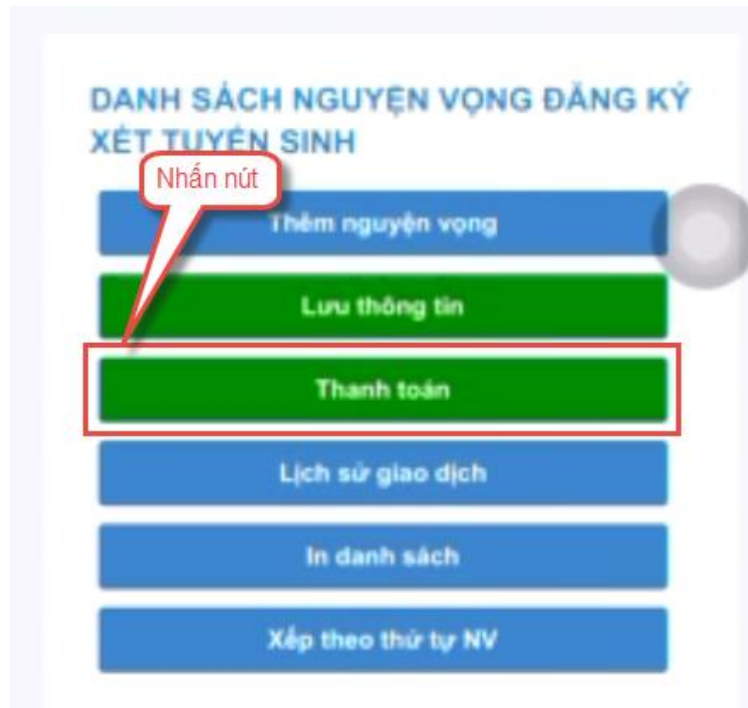 DANH SÁCH NGUYỆN VỌNG ĐĂNG KÝ
XÉT TUYỂN SINH
Nhấn nút
Thêm nguyện vọng
Lưu thông tin
Thanh toán
Lịch sử giao dịch
In danh sách
Xếp theo thứ tự NV